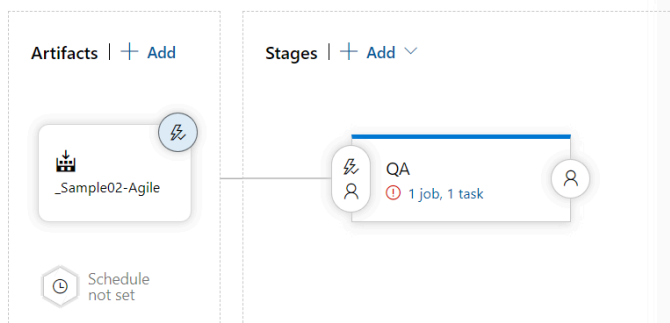 Artifacts | + Add
Stages | + Add
_Sample02-Agile
QA
1 job, 1 task
Schedule
not set